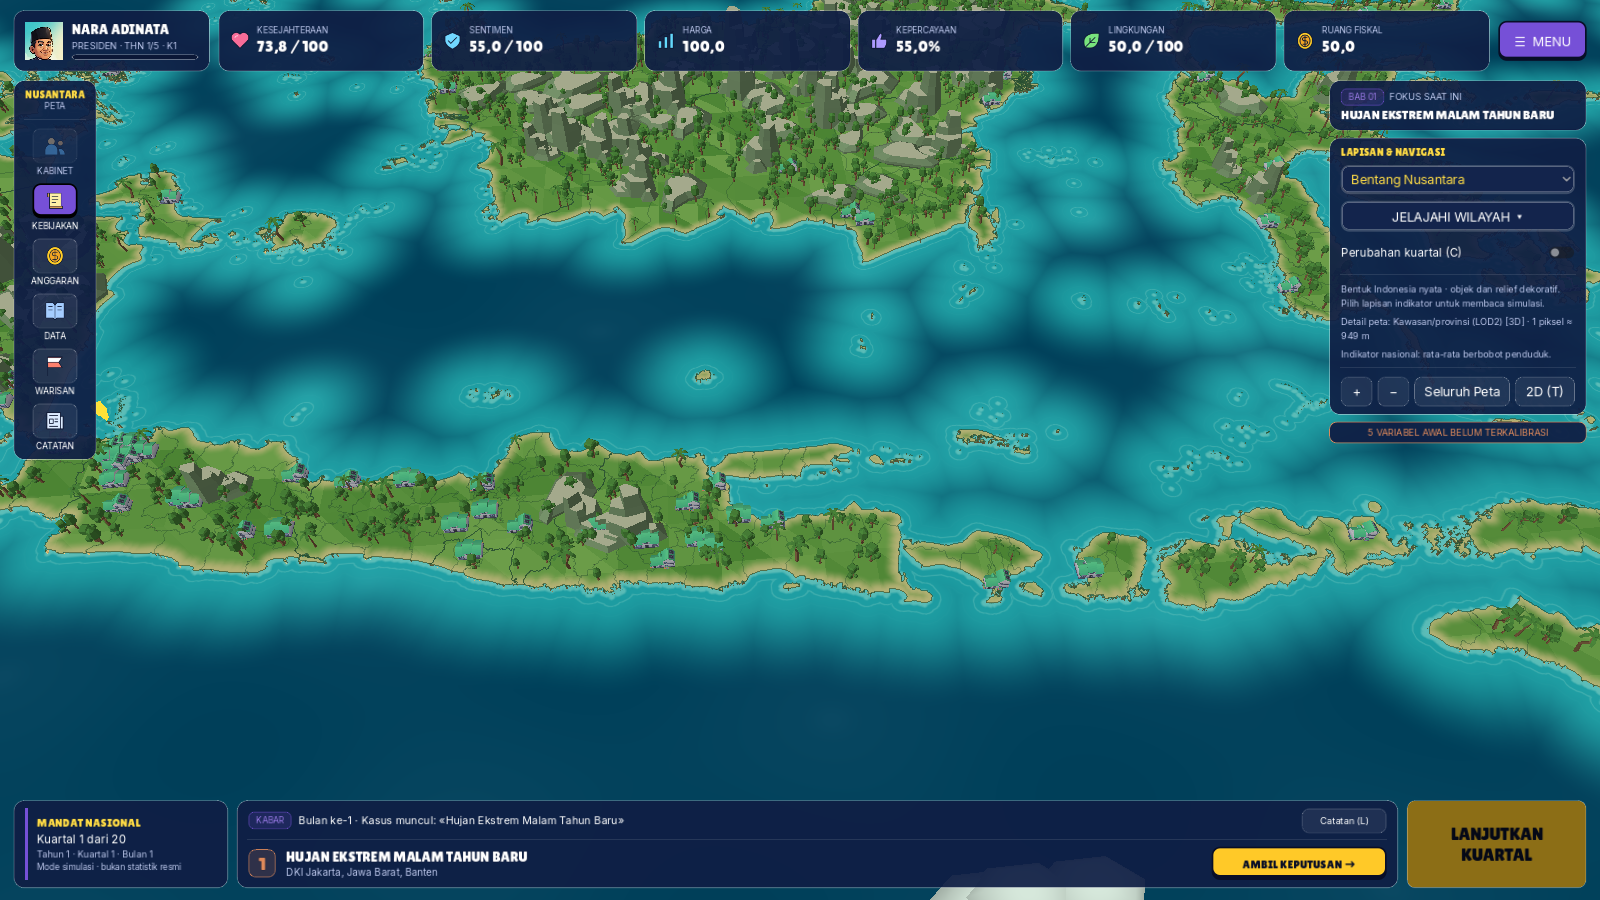 NARA ADINATA
PRESIDEN · THN 1/5 · K1
KESEJAHTERAAN
73,8 / 100
SENTIMEN
55,0 / 100
HARGA
100,0
KEPERCAYAAN
55,0%
LINGKUNGAN
50,0 / 100
RUANG FISKAL
50,0
☰ MENU
NUSANTARA
PETA
KABINET
KEBIJAKAN
ANGGARAN
DATA
WARISAN
CATATAN
BAB 01 FOKUS SAAT INI
HUJAN EKSTREM MALAM TAHUN BARU
LAPISAN & NAVIGASI
Bentang Nusantara
JELAJAHI WILAYAH ▾
Perubahan kuartal (C)
Bentuk Indonesia nyata · objek dan relief dekoratif.
Pilih lapisan indikator untuk membaca simulasi.
Detail peta: Kawasan/provinsi (LOD2) [3D] · 1 piksel ≈
949 m
Indikator nasional: rata-rata berbobot penduduk.
+ − Seluruh Peta 2D (T)
5 VARIABEL AWAL BELUM TERKALIBRASI
MANDAT NASIONAL
Kuartal 1 dari 20
Tahun 1 · Kuartal 1 · Bulan 1
Mode simulasi · bukan statistik resmi
KABAR Bulan ke-1 · Kasus muncul: «Hujan Ekstrem Malam Tahun Baru»
Catatan (L)
1 HUJAN EKSTREM MALAM TAHUN BARU
DKI Jakarta, Jawa Barat, Banten
AMBIL KEPUTUSAN →
LANJUTKAN
KUARTAL